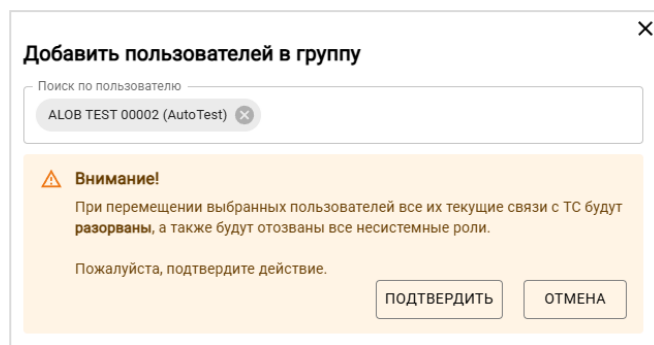 Добавить пользователей в группу
Поиск по пользователю
ALOB TEST 00002 (AutoTest)
Внимание!
При перемещении выбранных пользователей все их текущие связи с ТС будут
разорваны, а также будут отозваны все несистемные роли.
Пожалуйста, подтвердите действие.
ПОДТВЕРДИТЬ ОТМЕНА